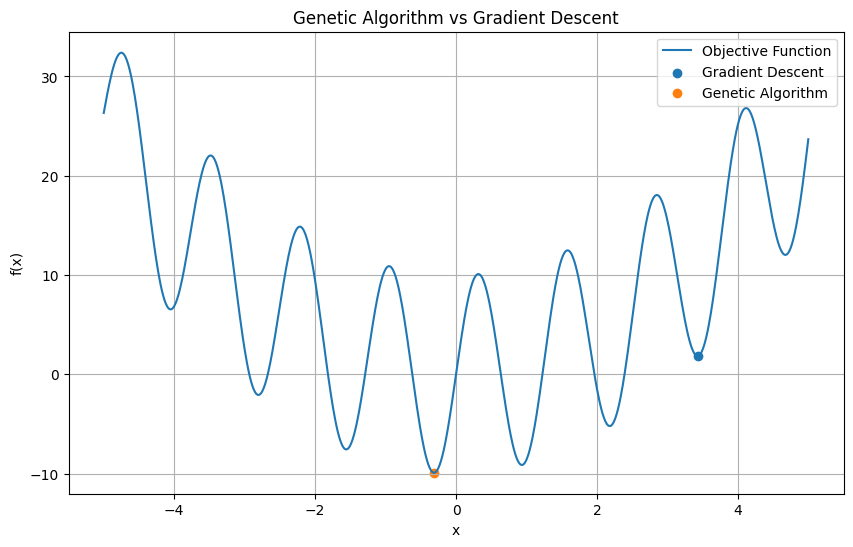 Genetic Algorithm vs Gradient Descent
Objective Function
Gradient Descent
Genetic Algorithm
f(x)
30
20
10
0
−10
−4
−2
0
2
4
x